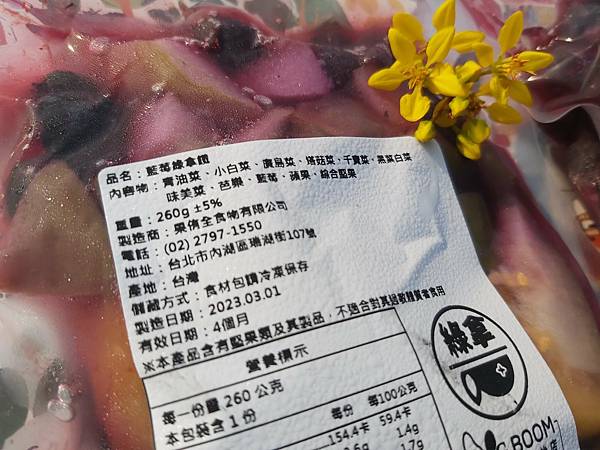 品名：藍莓綠拿鐵
內容物：青油菜、小白菜、廣島菜、塔菇菜、千寶菜、黑葉白菜
味美菜、芭樂、藍莓、蘋果、綜合堅果
重量：260g ±5%
製造商：果侑全食物有限公司
電話：(02) 2797-1550
地址：台北市內湖區瑞湖街107號
產地：台灣
儲藏方式：食材包請冷凍保存
製造日期：2023.03.01
有效日期：4個月
※本產品含有堅果類及其製品，不適合對其過敏體質者食用
營養標示
每一份量 260 公克
本包裝含 1 份
每份 每100公克
154.4卡 59.4卡
1.4g
1.7g
綠拿
BOOM